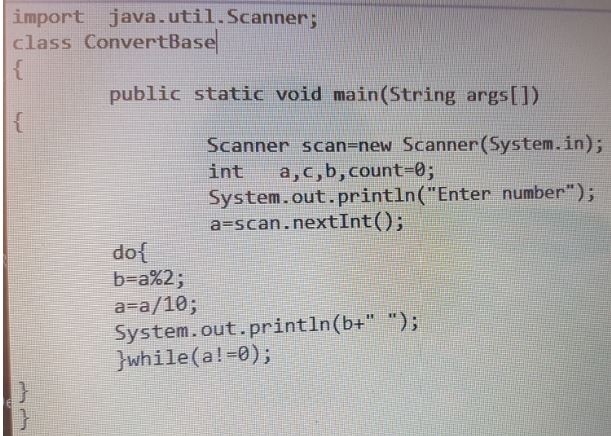 import java.util.Scanner;
class ConvertBase
{
public static void main(String args[])
{
Scanner scan=new Scanner(System.in);
int a,c,b,count=0;
System.out.println("Enter number");
a=scan.nextInt();
do{
b=a%2;
a=a/10;
System.out.println(b+" ");
}while(a!=0);
}
}